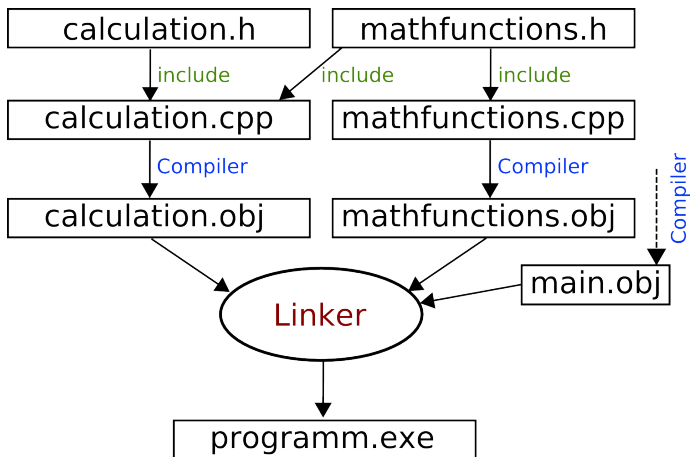 calculation.h
mathfunctions.h
include
include
include
calculation.cpp
mathfunctions.cpp
Compiler
Compiler
Compiler
calculation.obj
mathfunctions.obj
main.obj
Linker
programm.exe